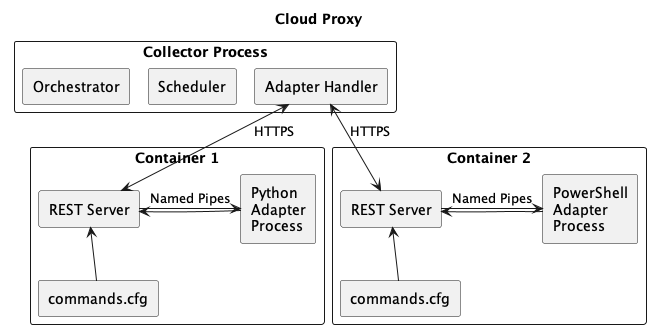 Cloud Proxy
Collector Process
Orchestrator
Scheduler
Adapter Handler
HTTPS
HTTPS
Container 1
REST Server
Named Pipes
Python
Adapter
Process
commands.cfg
Container 2
REST Server
Named Pipes
PowerShell
Adapter
Process
commands.cfg